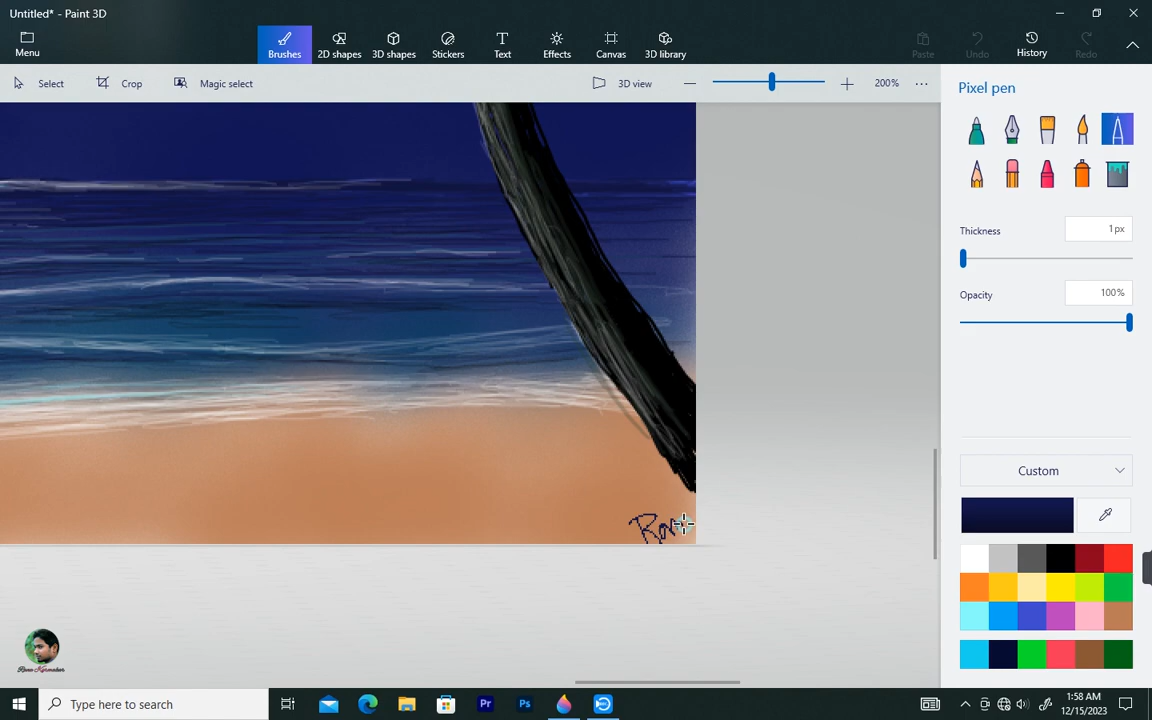 Untitled* - Paint 3D
Menu
Brushes
2D shapes
3D shapes
Stickers
Text
Effects
Canvas
3D library
Paste
Undo
History
Redo
Select
Crop
Magic select
3D view
200%
Pixel pen
Thickness
1px
Opacity
100%
Custom
Type here to search
Pr
Ps
1:58 AM
12/15/2023